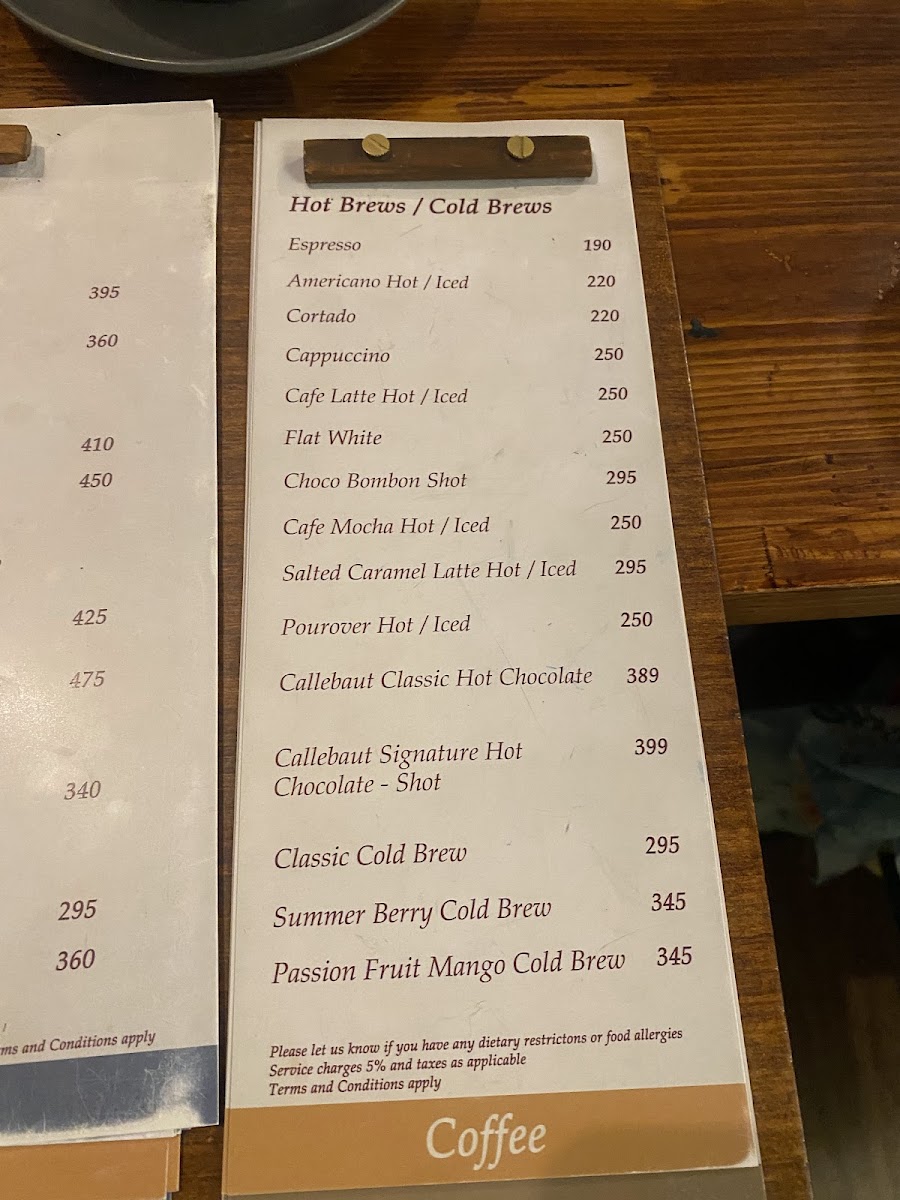 395
360
410
450
425
475
340
295
360
ms and Conditions apply
Hot Brews / Cold Brews
Espresso 190
Americano Hot / Iced 220
Cortado 220
Cappuccino 250
Cafe Latte Hot / Iced 250
Flat White 250
Choco Bombon Shot 295
Cafe Mocha Hot / Iced 250
Salted Caramel Latte Hot / Iced 295
Pourover Hot / Iced 250
Callebaut Classic Hot Chocolate 389
Callebaut Signature Hot 399
Chocolate - Shot
Classic Cold Brew 295
Summer Berry Cold Brew 345
Passion Fruit Mango Cold Brew 345
Please let us know if you have any dietary restrictons or food allergies
Service charges 5% and taxes as applicable
Terms and Conditions apply
Coffee